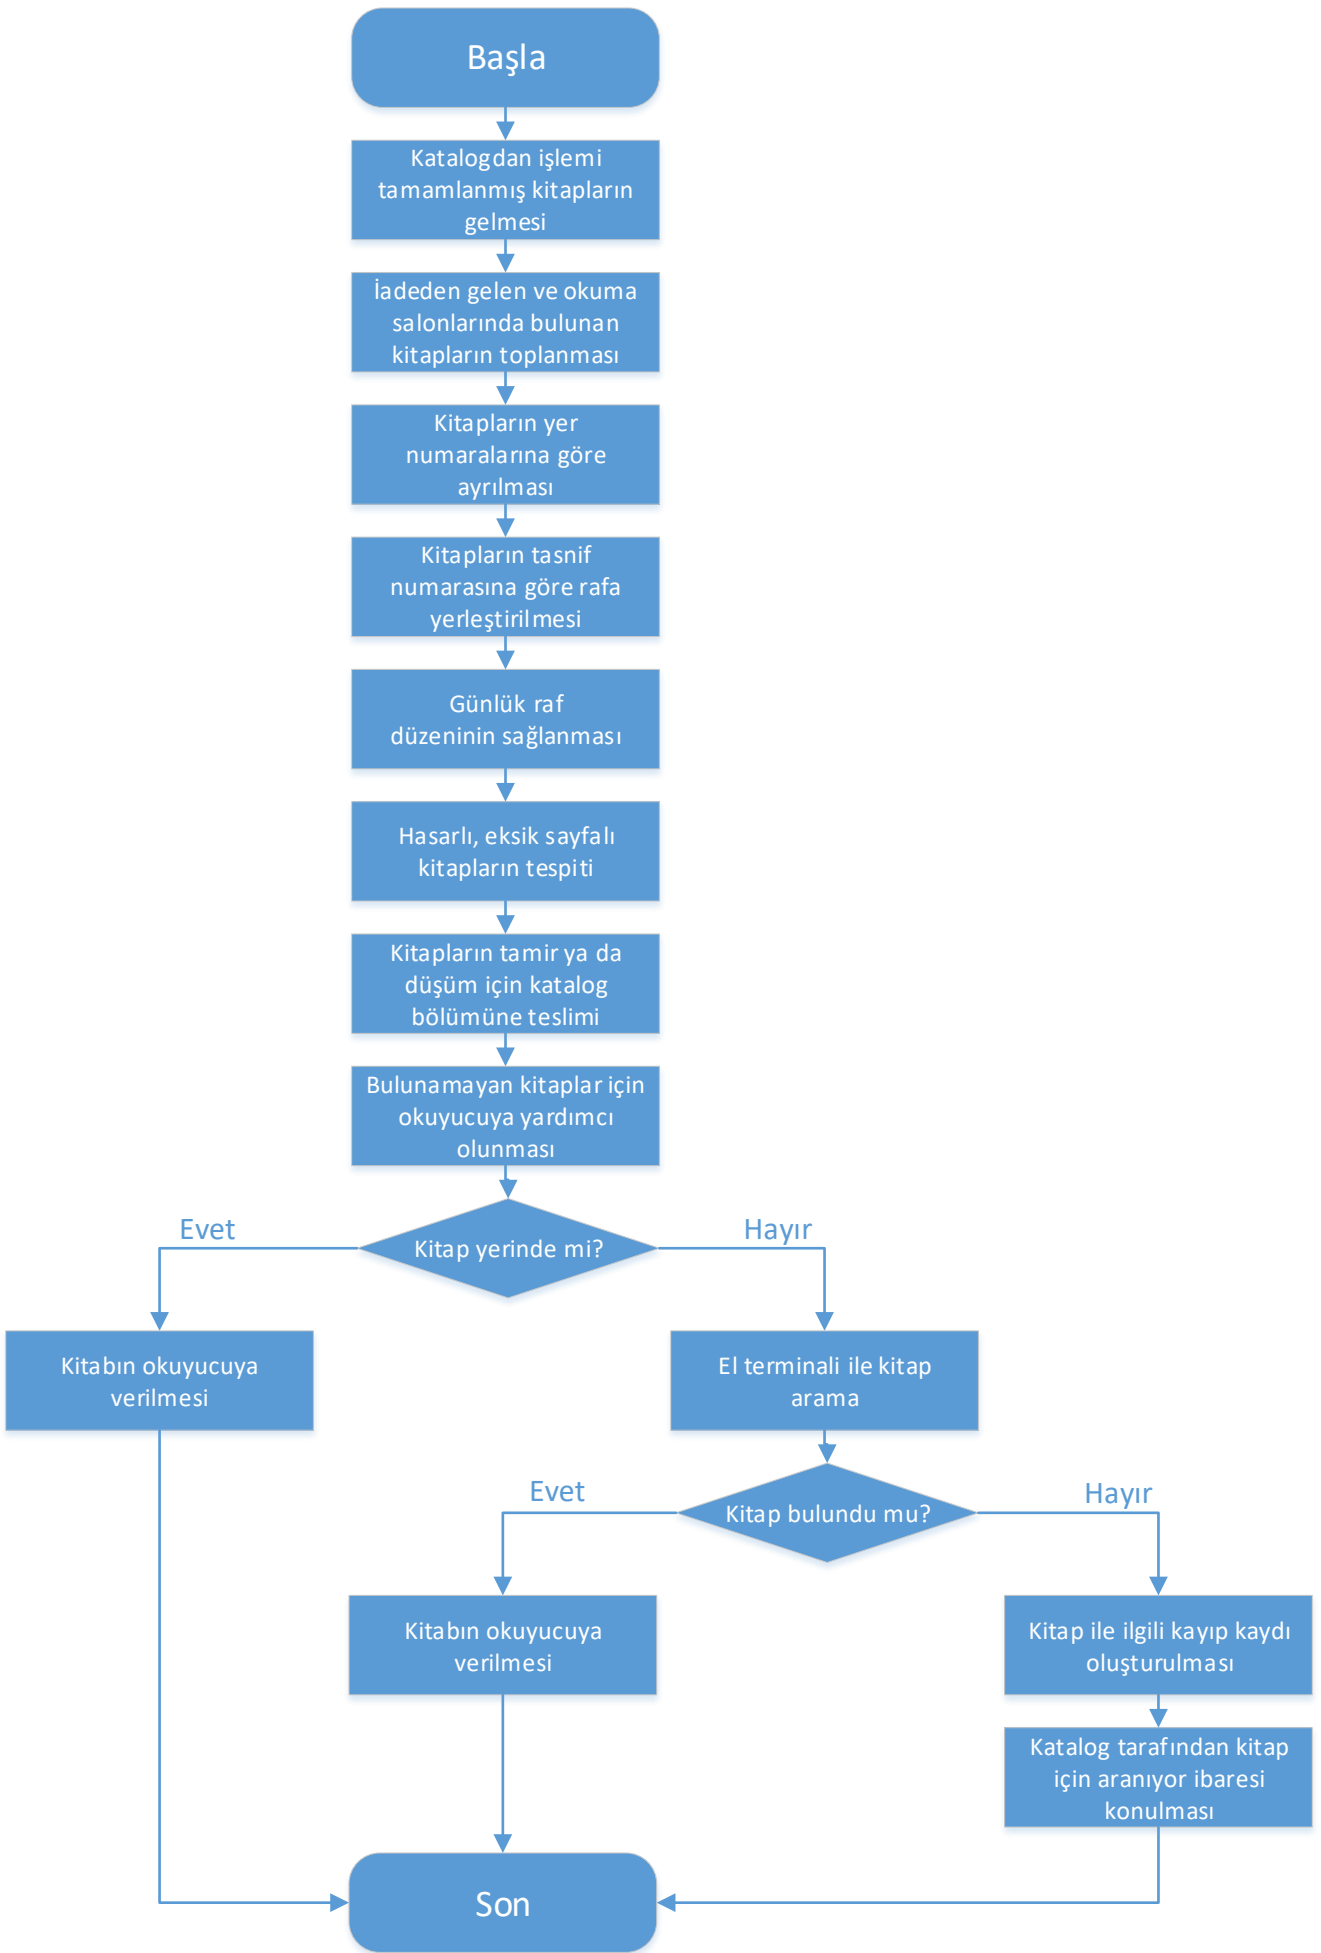 Başla
Katalogdan işlemi
tamamlanmış kitapların
gelmesi
İadeden gelen ve okuma
salonlarında bulunan
kitapların toplanması
Kitapların yer
numaralarına göre
ayrılması
Kitapların tasnif
numarasına göre rafa
yerleştirilmesi
Günlük raf
düzeninin sağlanması
Hasarlı, eksik sayfalı
kitapların tespiti
Kitapların tamir ya da
düşüm için katalog
bölümüne teslimi
Bulunamayan kitaplar için
okuyucuya yardımcı
olunması
Evet
Hayır
Kitap yerinde mi?
Kitabın okuyucuya
verilmesi
El terminali ile kitap
arama
Evet
Hayır
Kitap bulundu mu?
Kitabın okuyucuya
verilmesi
Kitap ile ilgili kayıp kaydı
oluşturulması
Katalog tarafından kitap
için aranıyor ibaresi
konulması
Son